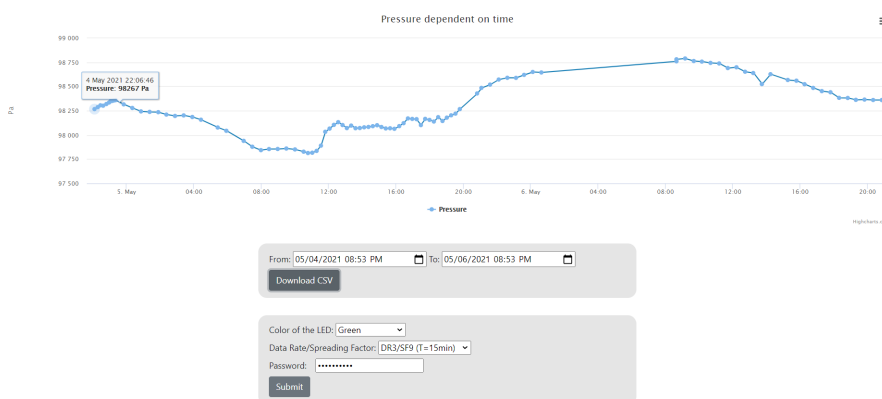 Pressure dependent on time
99 000
98 750
98 500
98 250
98 000
97 750
97 500
Pa
4 May 2021 22:06:46
Pressure: 98267 Pa
5. May 04:00 08:00 12:00 16:00 20:00 6. May 04:00 08:00 12:00 16:00 20:00
Pressure
Highcharts.c
From: 05/04/2021 08:53 PM To: 05/06/2021 08:53 PM
Download CSV
Color of the LED: Green
Data Rate/Spreading Factor: DR3/SF9 (T=15min)
Password: ••••••••••
Submit